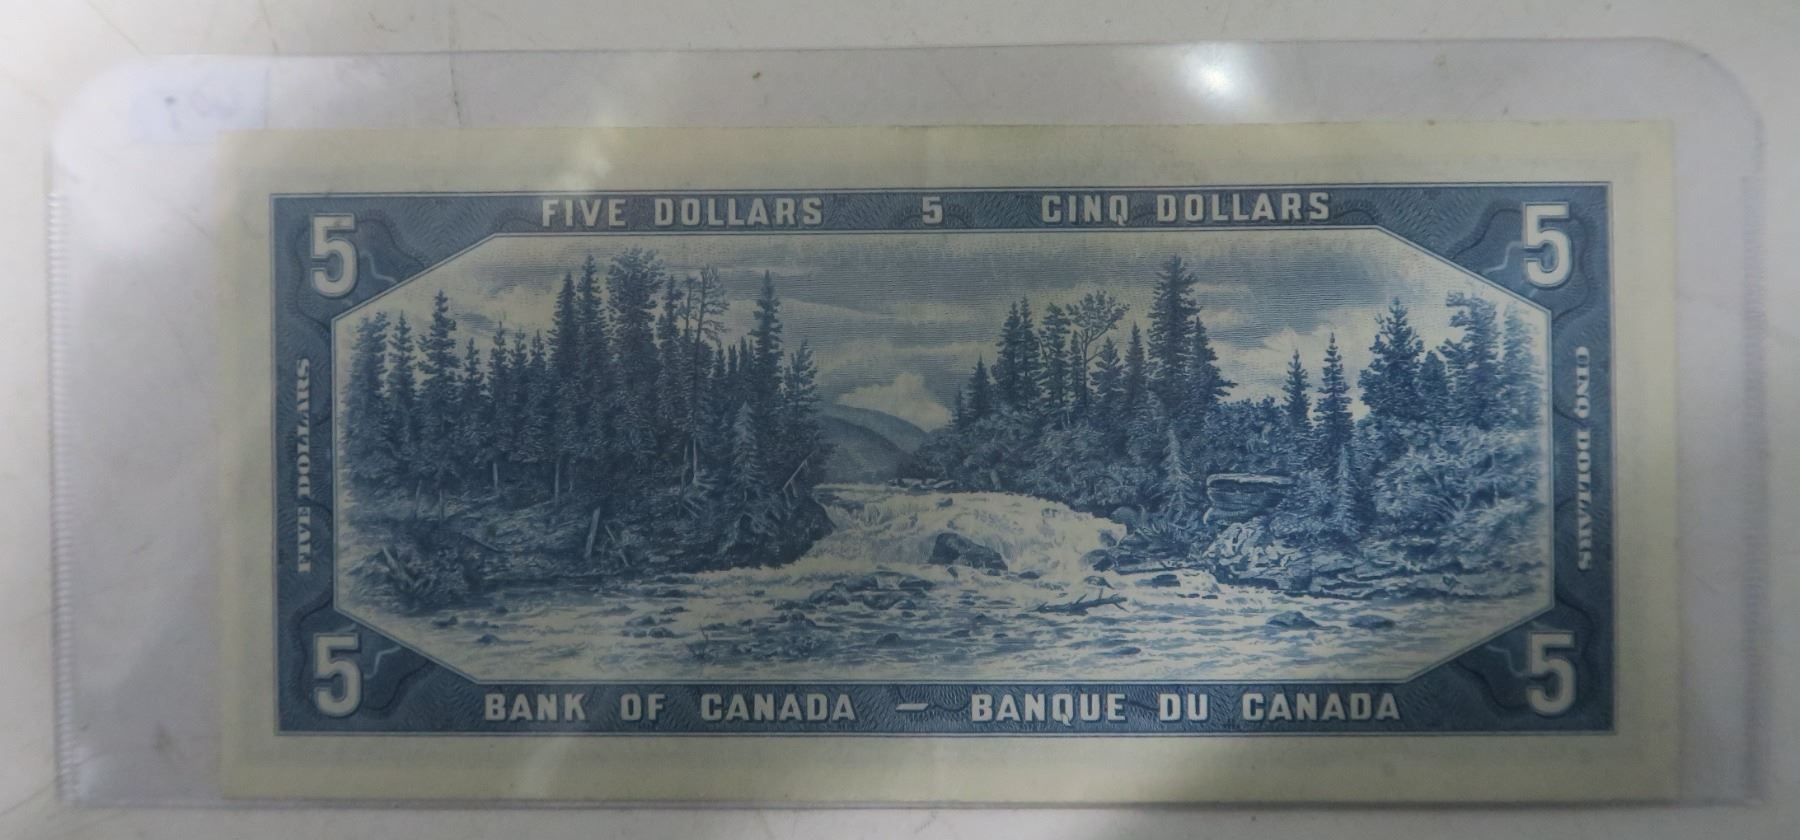 FIVE DOLLARS 5 CINQ DOLLARS
5 5
FIVE DOLLARS
CINQ DOLLARS
5 5
BANK OF CANADA — BANQUE DU CANADA